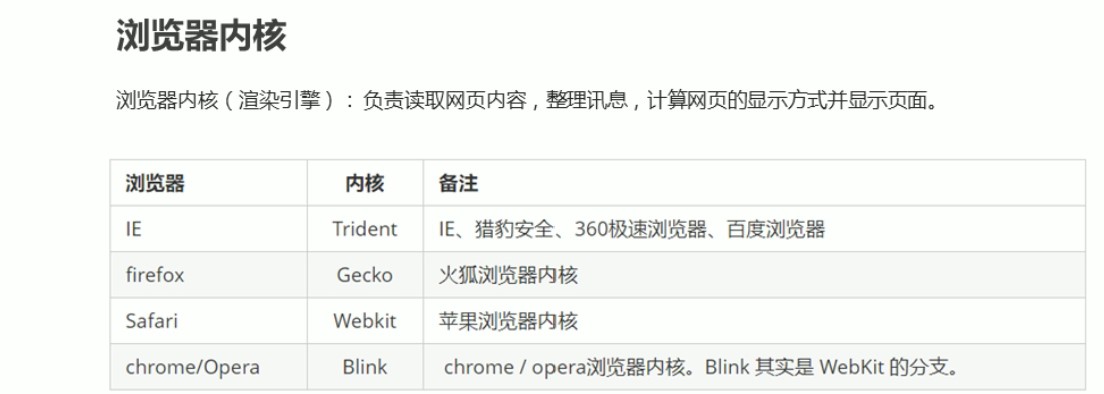 浏览器内核
浏览器内核（渲染引擎）： 负责读取网页内容，整理讯息，计算网页的显示方式并显示页面。
浏览器 内核 备注
IE Trident IE、猎豹安全、360极速浏览器、百度浏览器
firefox Gecko 火狐浏览器内核
Safari Webkit 苹果浏览器内核
chrome/Opera Blink chrome / opera浏览器内核。Blink 其实是 WebKit 的分支。